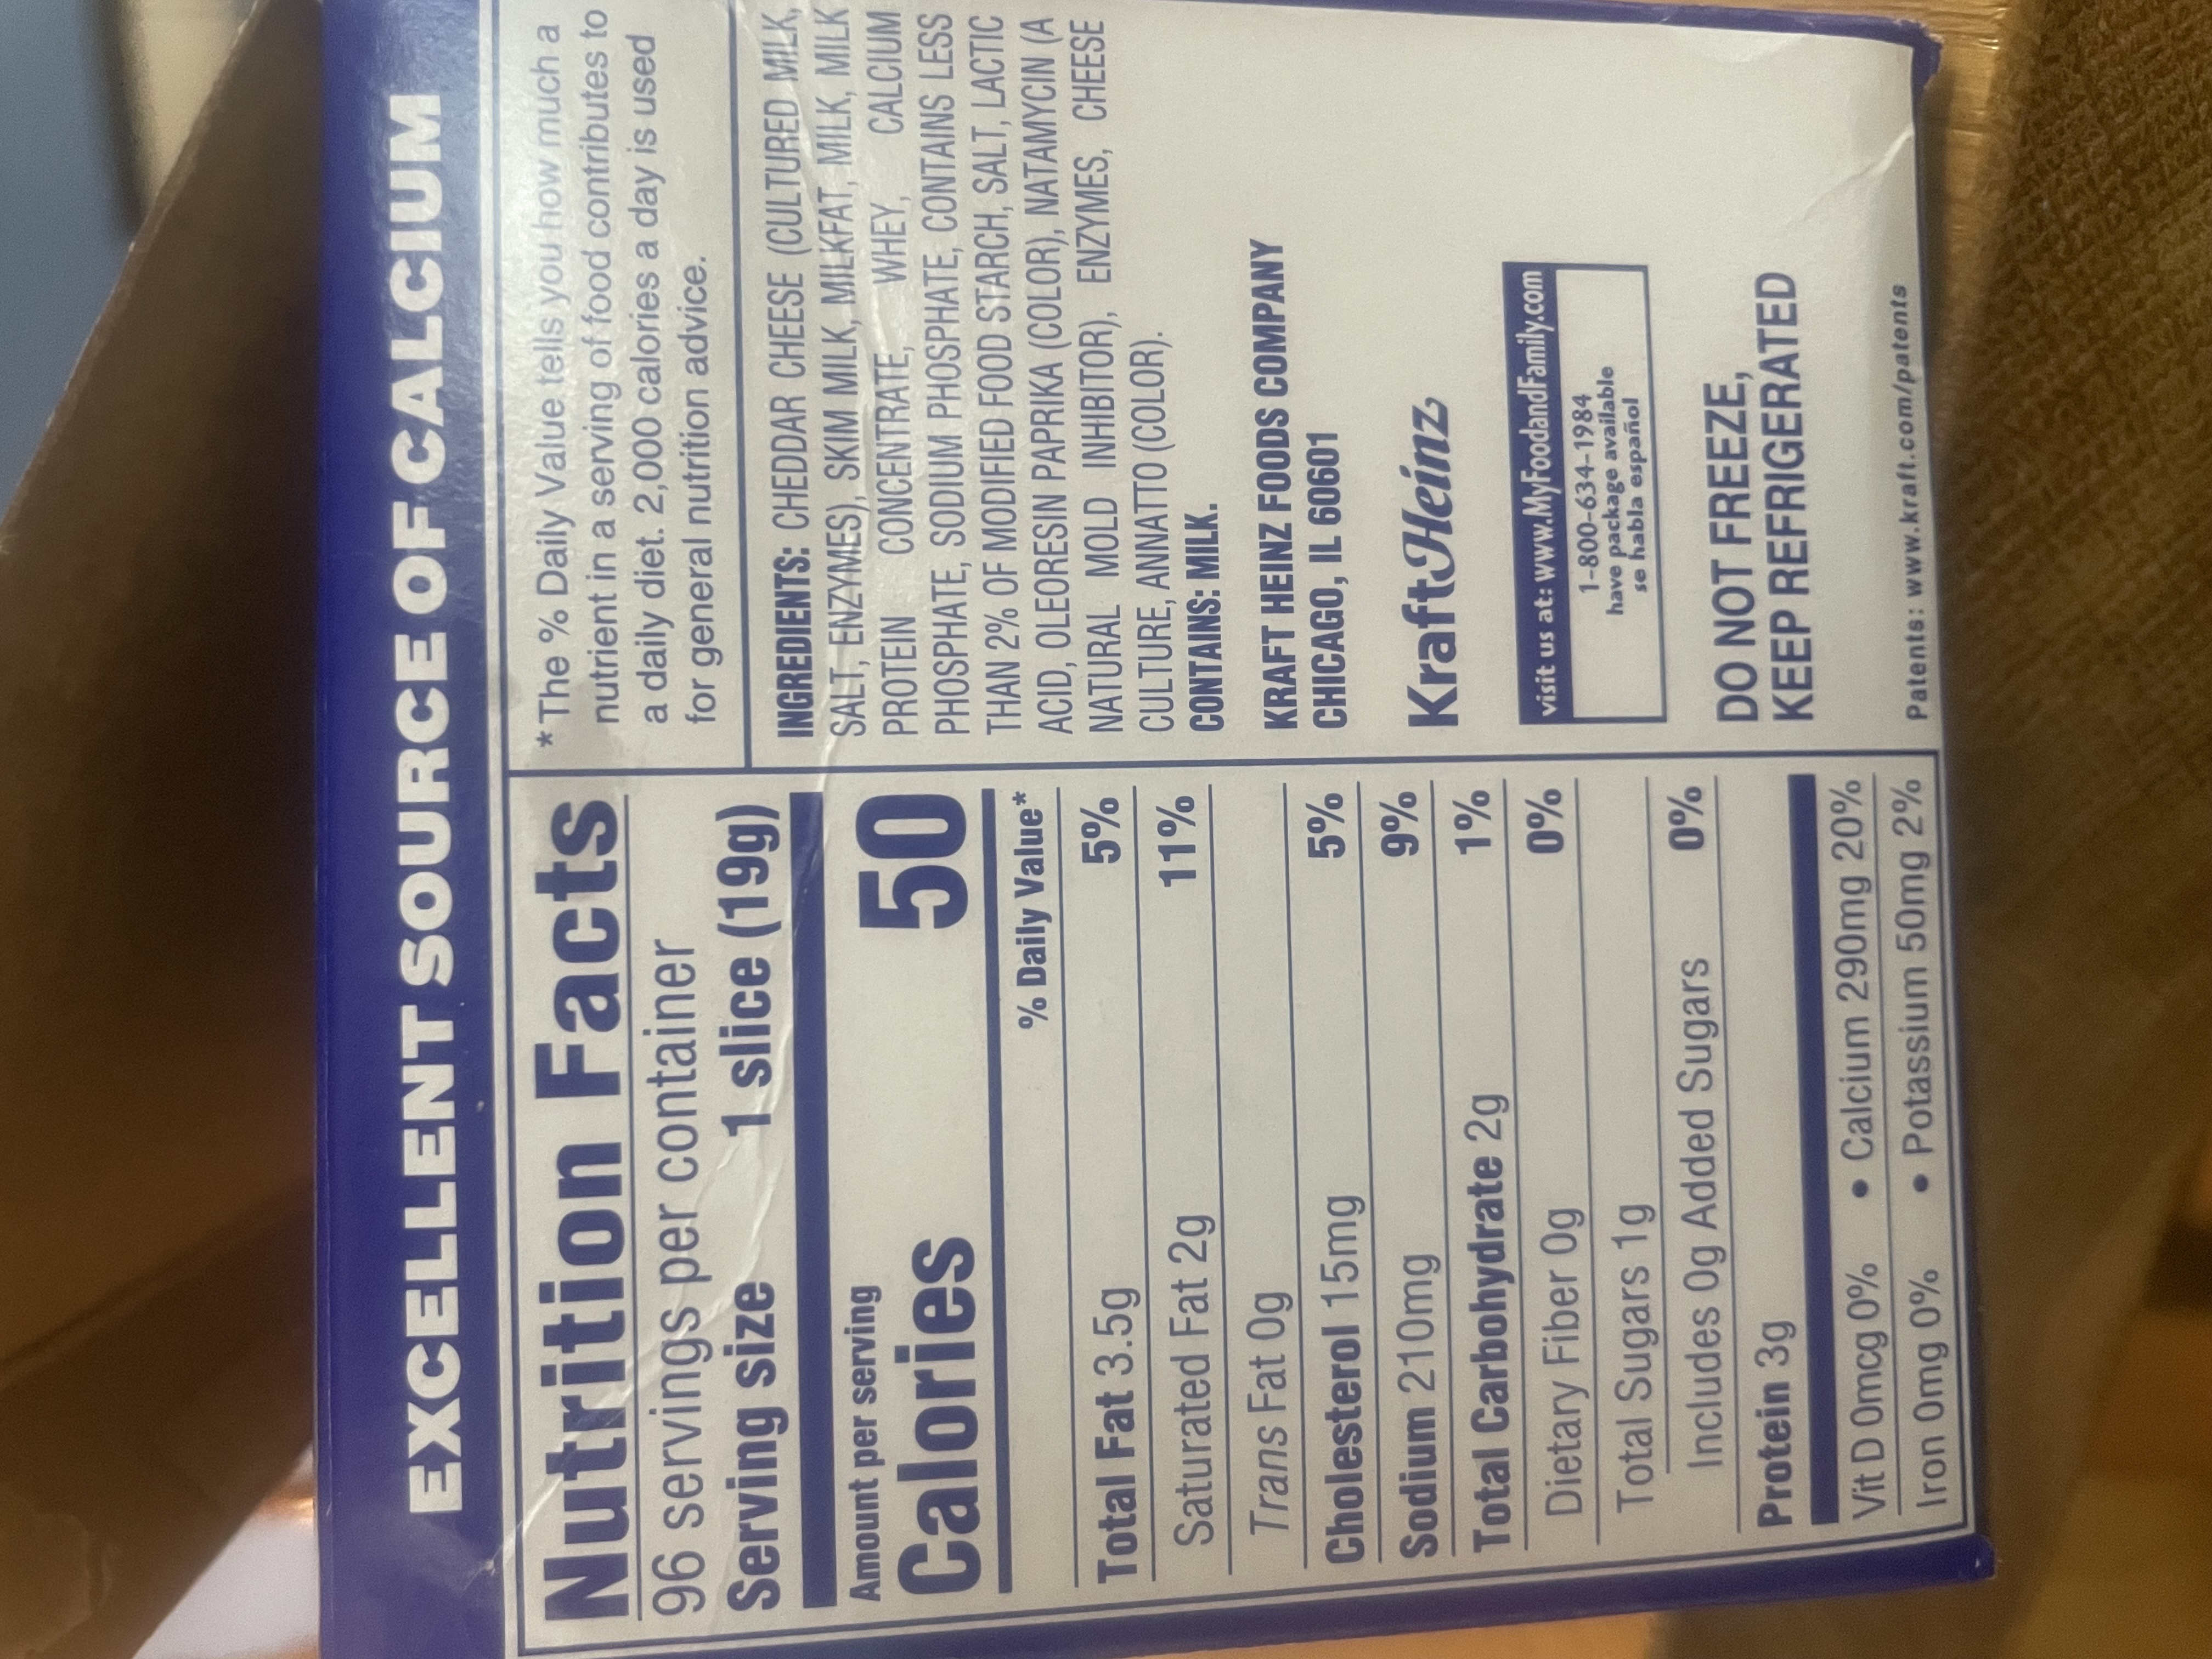 EXCELLENT SOURCE OF CALCIUM
Nutrition Facts
96 servings per container
Serving size 1 slice (19g)
Amount per serving
Calories 50
% Daily Value*
Total Fat 3.5g 5%
Saturated Fat 2g 11%
Trans Fat 0g
Cholesterol 15mg 5%
Sodium 210mg 9%
Total Carbohydrate 2g 1%
Dietary Fiber 0g 0%
Total Sugars 1g
Includes 0g Added Sugars 0%
Protein 3g
Vit D 0mcg 0% • Calcium 290mg 20%
Iron 0mg 0% • Potassium 50mg 2%
*The % Daily Value tells you how much a
nutrient in a serving of food contributes to
a daily diet. 2,000 calories a day is used
for general nutrition advice.
INGREDIENTS: CHEDDAR CHEESE (CULTURED MILK,
SALT, ENZYMES), SKIM MILK, MILKFAT, MILK, MILK
PROTEIN CONCENTRATE, WHEY, CALCIUM
PHOSPHATE, SODIUM PHOSPHATE, CONTAINS LESS
THAN 2% OF MODIFIED FOOD STARCH, SALT, LACTIC
ACID, OLEORESIN PAPRIKA (COLOR), NATAMYCIN (A
NATURAL MOLD INHIBITOR), ENZYMES, CHEESE
CULTURE, ANNATTO (COLOR).
CONTAINS: MILK.
KRAFT HEINZ FOODS COMPANY
CHICAGO, IL 60601
KraftHeinz
visit us at: www.MyFoodandFamily.com
1-800-634-1984
have package available
se habla español
DO NOT FREEZE,
KEEP REFRIGERATED
Patents: www.kraft.com/patents